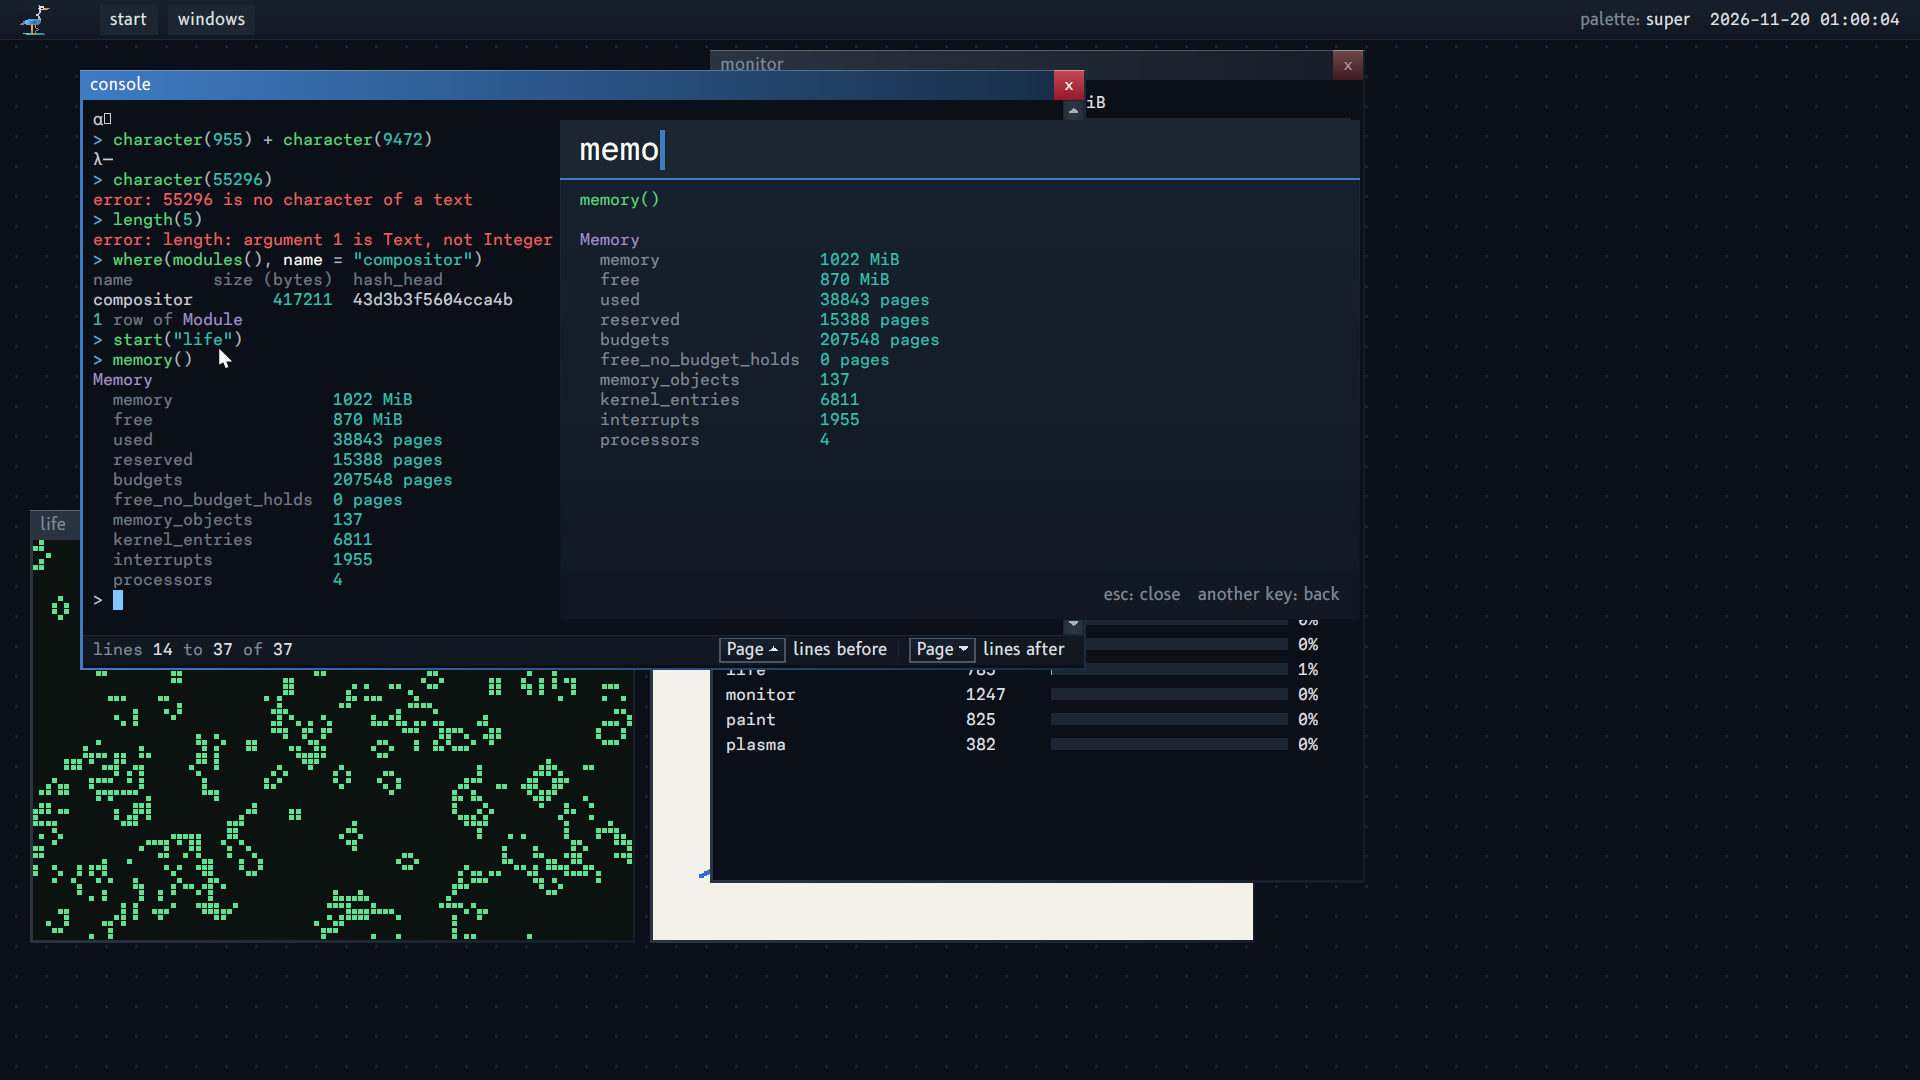 start windows palette: super 2026-11-20 01:00:04
monitor x
iB
console x
α▯
> character(955) + character(9472)
λ─
> character(55296)
error: 55296 is no character of a text
> length(5)
error: length: argument 1 is Text, not Integer
> where(modules(), name = "compositor")
name size (bytes) hash_head
compositor 417211 43d3b3f5604cca4b
1 row of Module
> start("life")
> memory()
Memory
memory 1022 MiB
free 870 MiB
used 38843 pages
reserved 15388 pages
budgets 207548 pages
free_no_budget_holds 0 pages
memory_objects 137
kernel_entries 6811
interrupts 1955
processors 4
>
lines 14 to 37 of 37 Page lines before Page lines after
memo
memory()
Memory
memory 1022 MiB
free 870 MiB
used 38843 pages
reserved 15388 pages
budgets 207548 pages
free_no_budget_holds 0 pages
memory_objects 137
kernel_entries 6811
interrupts 1955
processors 4
esc: close another key: back
life
0%
0%
life 785 1%
monitor 1247 0%
paint 825 0%
plasma 382 0%